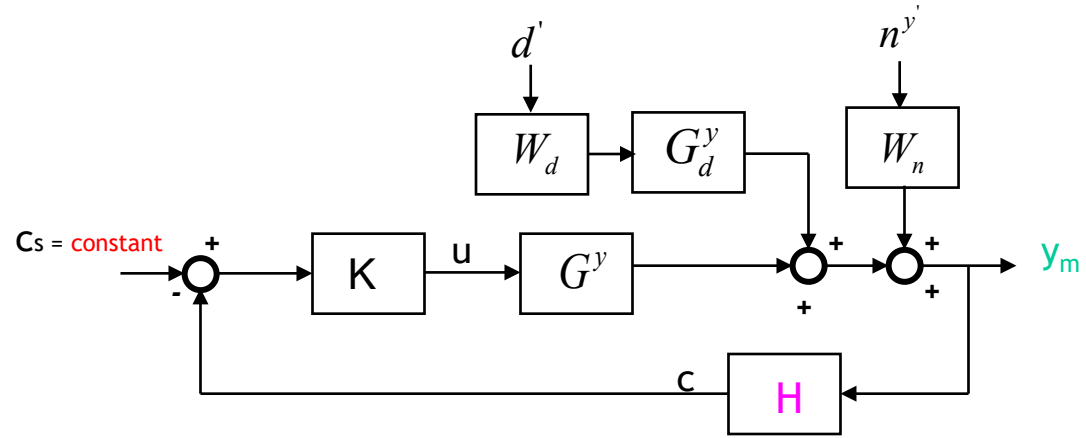 d'
n^{y'}
W_d
G_d^y
W_n
Cs = constant
+
-
K
u
G^y
+
+
+
+
y_m
c
H